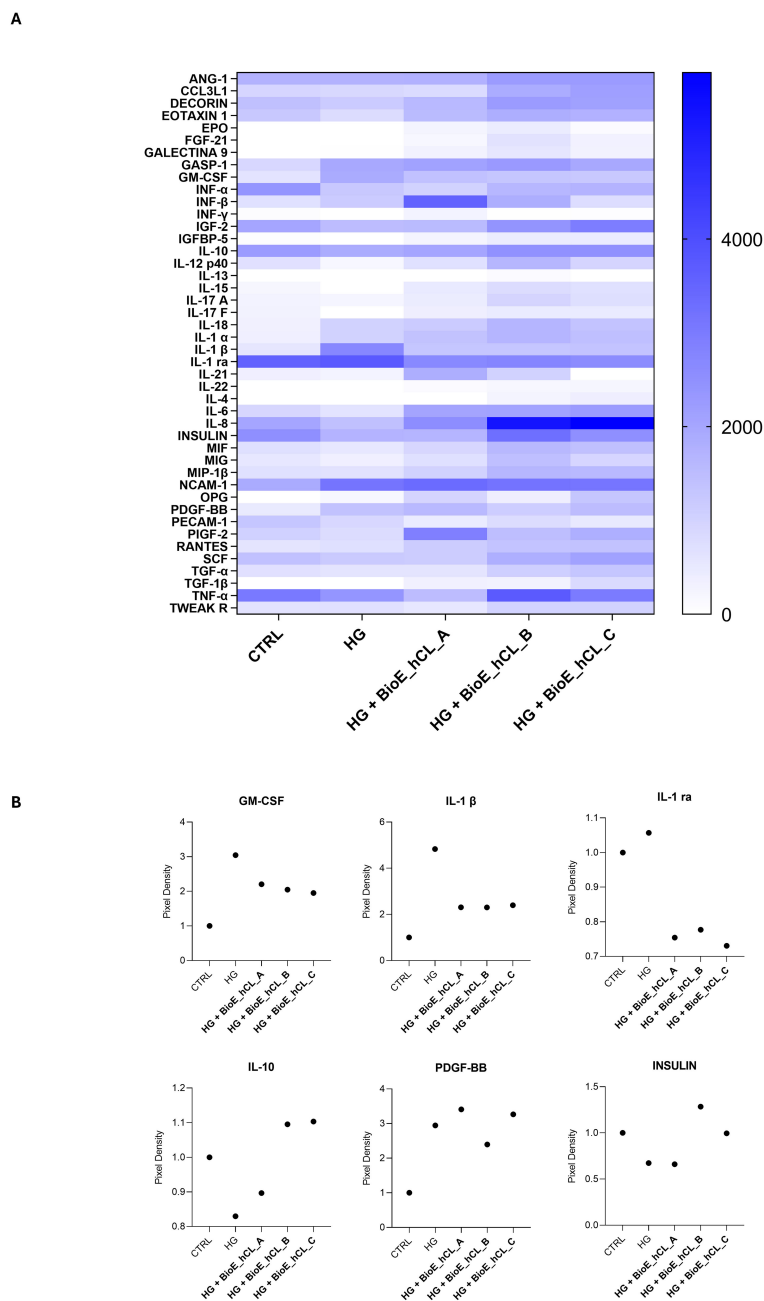 A
ANG-1
CCL3L1
DECORIN
EOTAXIN 1
EPO
FGF-21
GALECTINA 9
GASP-1
GM-CSF
INF-α
INF-β
INF-γ
IGF-2
IGFBP-5
IL-10
IL-12 p40
IL-13
IL-15
IL-17 A
IL-17 F
IL-18
IL-1 α
IL-1 β
IL-1 ra
IL-21
IL-22
IL-4
IL-6
IL-8
INSULIN
MIF
MIG
MIP-1β
NCAM-1
OPG
PDGF-BB
PECAM-1
PIGF-2
RANTES
SCF
TGF-α
TGF-1β
TNF-α
TWEAK R
4000
2000
0
CTRL
HG
HG + BioE_hCL_A
HG + BioE_hCL_B
HG + BioE_hCL_C
B
GM-CSF
Pixel Density
4
3
2
1
0
CTRL
HG
HG + BioE_hCL_A
HG + BioE_hCL_B
HG + BioE_hCL_C
IL-1 β
Pixel Density
6
4
2
0
CTRL
HG
HG + BioE_hCL_A
HG + BioE_hCL_B
HG + BioE_hCL_C
IL-1 ra
Pixel Density
1.1
1.0
0.9
0.8
0.7
CTRL
HG
HG + BioE_hCL_A
HG + BioE_hCL_B
HG + BioE_hCL_C
IL-10
Pixel Density
1.2
1.1
1.0
0.9
0.8
CTRL
HG
HG + BioE_hCL_A
HG + BioE_hCL_B
HG + BioE_hCL_C
PDGF-BB
Pixel Density
4
3
2
1
0
CTRL
HG
HG + BioE_hCL_A
HG + BioE_hCL_B
HG + BioE_hCL_C
INSULIN
Pixel Density
1.5
1.0
0.5
0.0
CTRL
HG
HG + BioE_hCL_A
HG + BioE_hCL_B
HG + BioE_hCL_C